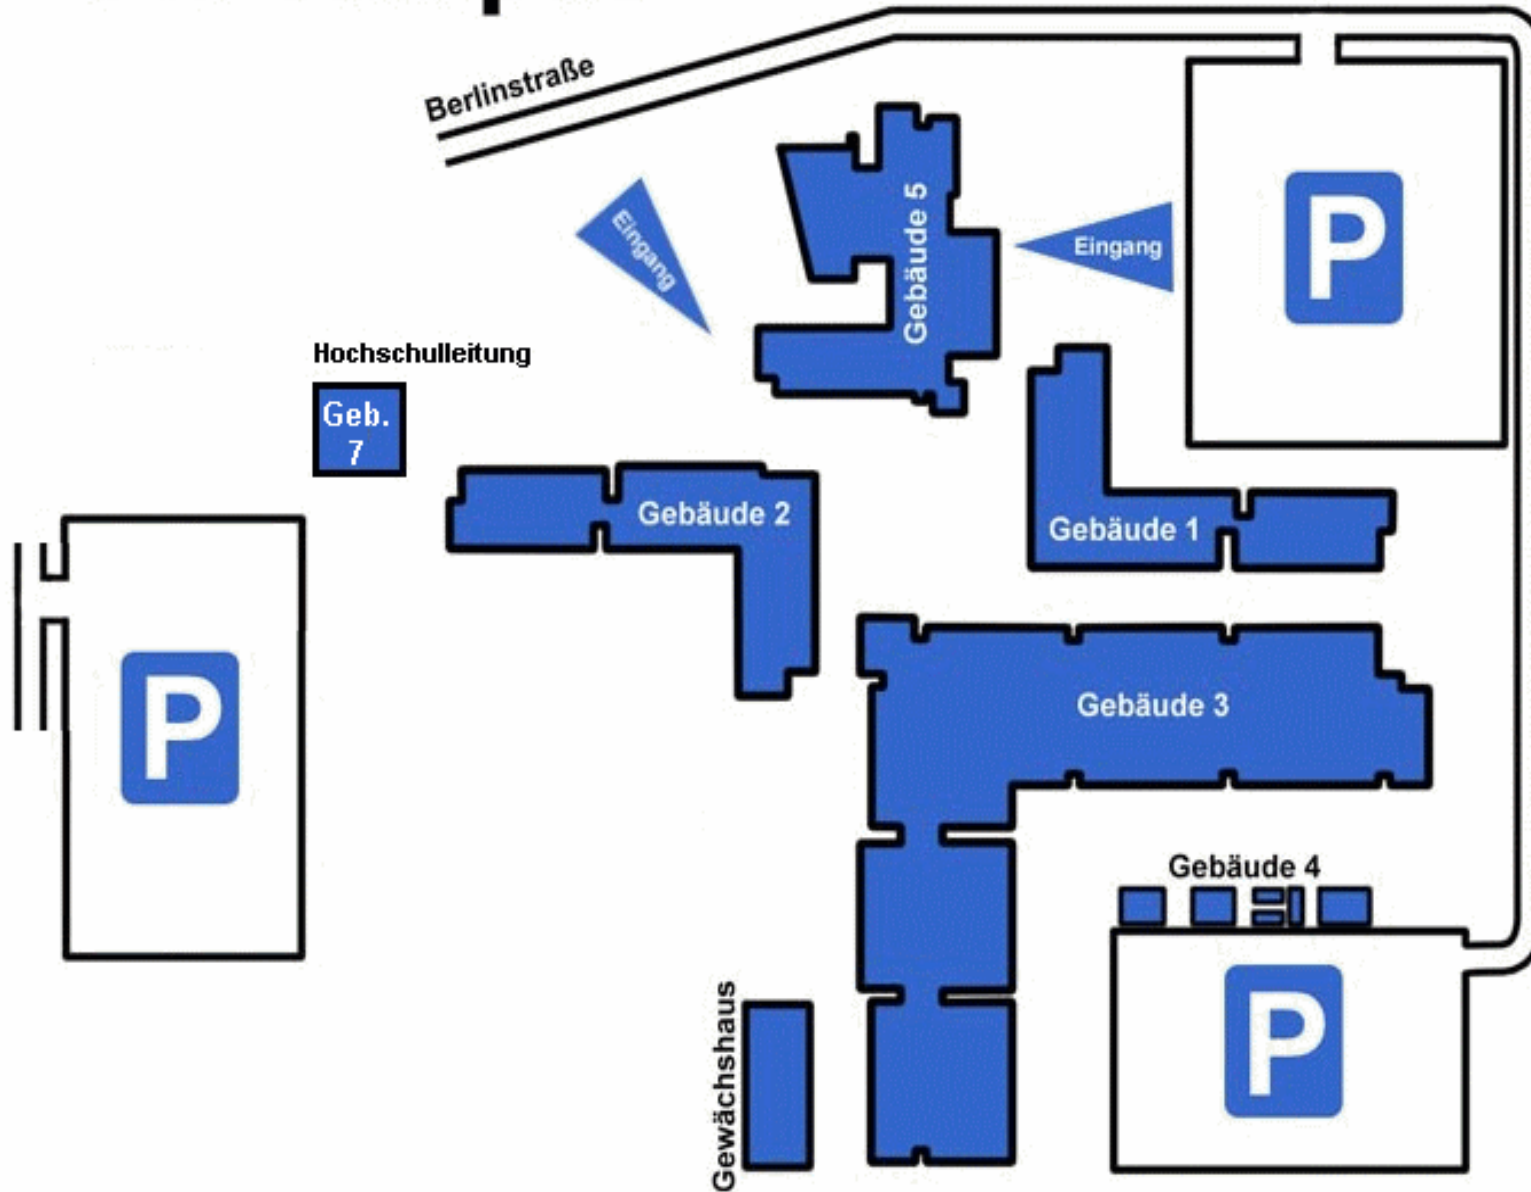 Berlinstraße
Eingang
Gebäude 5
Eingang
P
Hochschulleitung
Geb.
7
Gebäude 2
Gebäude 1
P
Gebäude 3
Gebäude 4
Gewächshaus
P